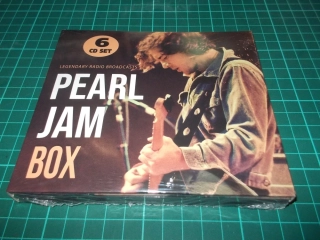 6
CD SET
LEGENDARY RADIO BROADCASTS
PEARL
JAM
BOX